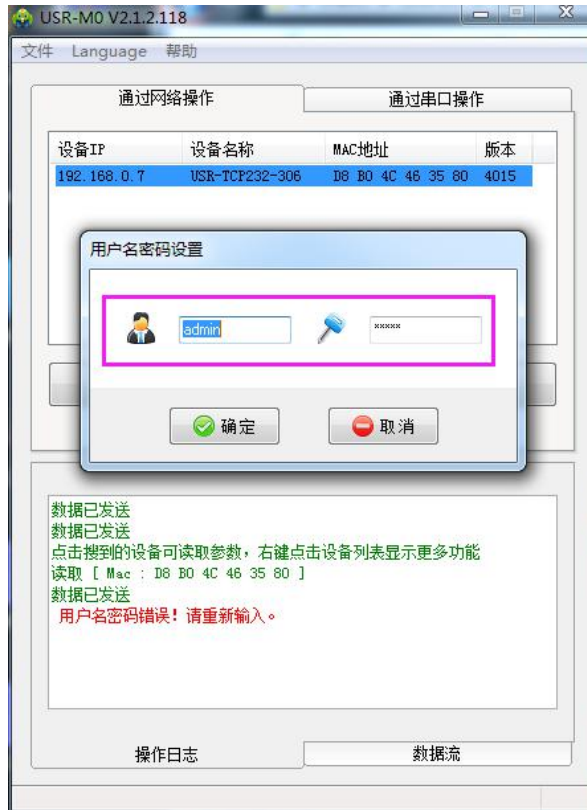 USR-M0 V2.1.2.118
文件 Language 帮助
通过网络操作 通过串口操作
设备IP 设备名称 MAC地址 版本
192.168.0.7 USR-TCP232-306 D8 B0 4C 46 35 80 4015
用户名密码设置
admin *****
确定 取消
数据已发送
数据已发送
点击搜到的设备可读取参数，右键点击设备列表显示更多功能
读取 [ Mac : D8 B0 4C 46 35 80 ]
数据已发送
用户名密码错误！请重新输入。
操作日志 数据流